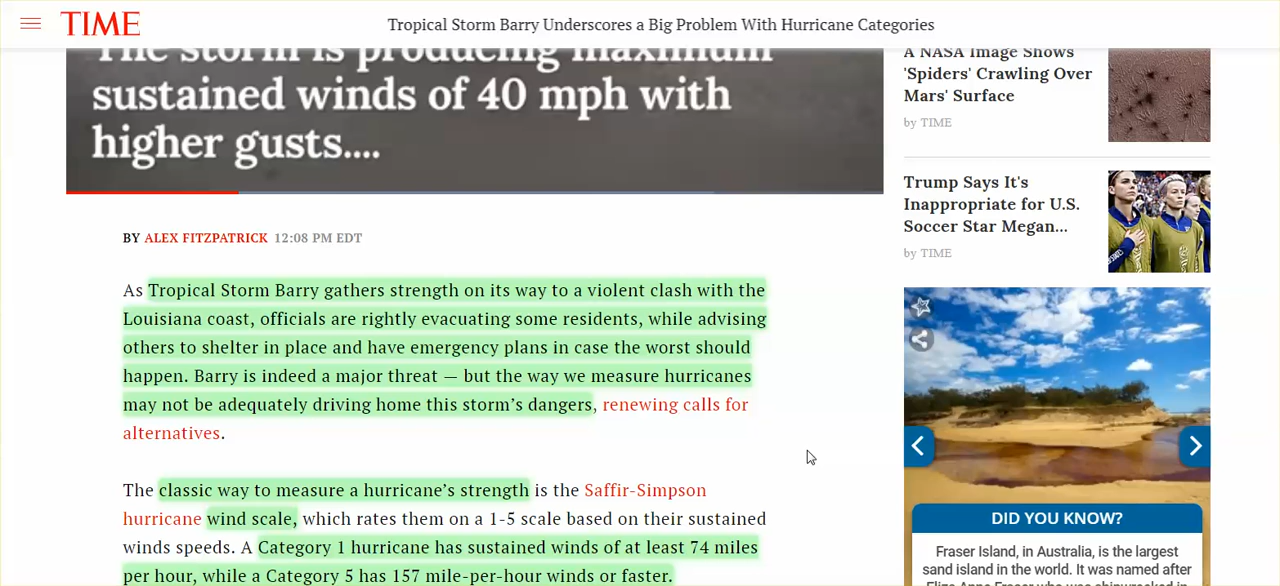 TIME
Tropical Storm Barry Underscores a Big Problem With Hurricane Categories
The storm is producing maximum
sustained winds of 40 mph with
higher gusts....
BY ALEX FITZPATRICK 12:08 PM EDT
As Tropical Storm Barry gathers strength on its way to a violent clash with the
Louisiana coast, officials are rightly evacuating some residents, while advising
others to shelter in place and have emergency plans in case the worst should
happen. Barry is indeed a major threat — but the way we measure hurricanes
may not be adequately driving home this storm’s dangers, renewing calls for
alternatives.
The classic way to measure a hurricane’s strength is the Saffir-Simpson
hurricane wind scale, which rates them on a 1-5 scale based on their sustained
winds speeds. A Category 1 hurricane has sustained winds of at least 74 miles
per hour, while a Category 5 has 157 mile-per-hour winds or faster.
A NASA Image Shows
'Spiders' Crawling Over
Mars' Surface
by TIME
Trump Says It's
Inappropriate for U.S.
Soccer Star Megan...
by TIME
DID YOU KNOW?
Fraser Island, in Australia, is the largest
sand island in the world. It was named after
Eliza Anne Fraser who was shipwrecked in